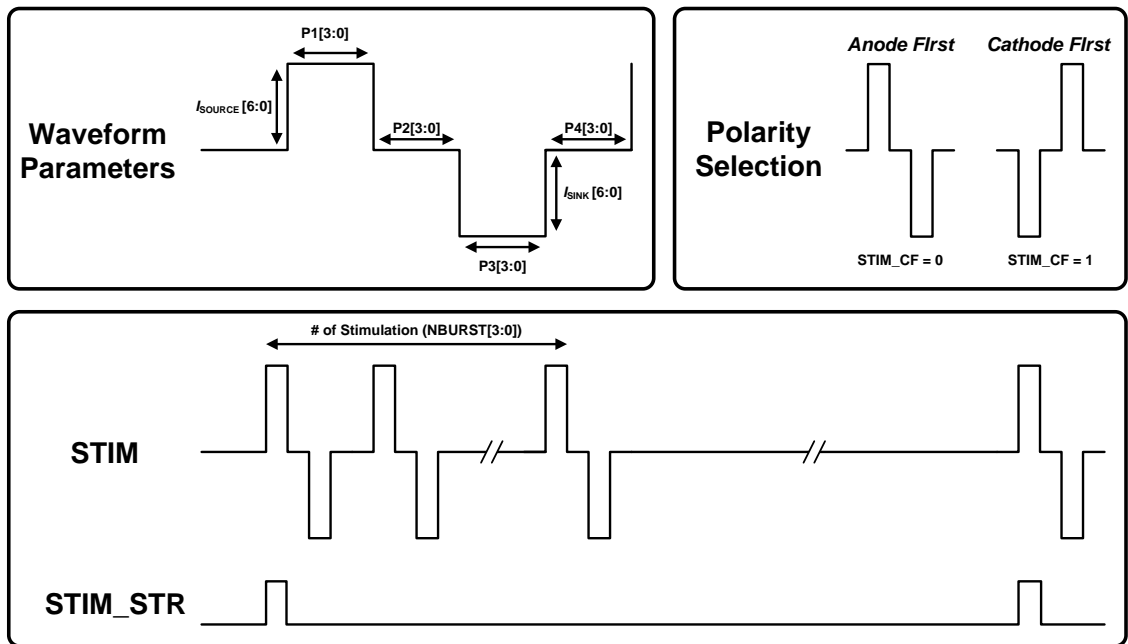 P1[3:0]
ISOURCE [6:0]
Waveform
Parameters
P2[3:0]
P4[3:0]
ISINK [6:0]
P3[3:0]
Polarity
Selection
Anode FIrst
Cathode FIrst
STIM_CF = 0
STIM_CF = 1
# of Stimulation (NBURST[3:0])
STIM
STIM_STR